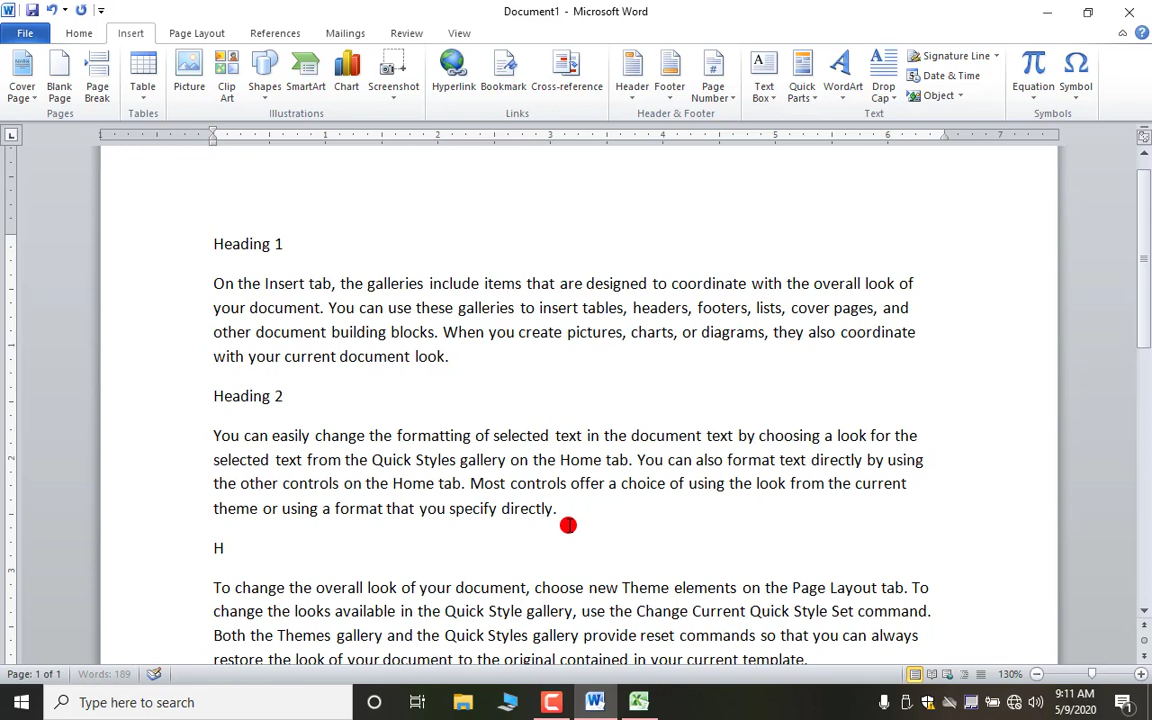 Document1 - Microsoft Word
File Home Insert Page Layout References Mailings Review View
Cover Page
Blank Page
Page Break
Table
Picture
Clip Art
Shapes
SmartArt
Chart
Screenshot
Hyperlink
Bookmark
Cross-reference
Header
Footer
Page Number
Text Box
Quick Parts
WordArt
Drop Cap
Signature Line
Date & Time
Object
Equation
Symbol
Pages Tables Illustrations Links Header & Footer Text Symbols
1 1 2 3 4 5 6 7
Heading 1
On the Insert tab, the galleries include items that are designed to coordinate with the overall look of
your document. You can use these galleries to insert tables, headers, footers, lists, cover pages, and
other document building blocks. When you create pictures, charts, or diagrams, they also coordinate
with your current document look.
Heading 2
You can easily change the formatting of selected text in the document text by choosing a look for the
selected text from the Quick Styles gallery on the Home tab. You can also format text directly by using
the other controls on the Home tab. Most controls offer a choice of using the look from the current
theme or using a format that you specify directly.
H
To change the overall look of your document, choose new Theme elements on the Page Layout tab. To
change the looks available in the Quick Style gallery, use the Change Current Quick Style Set command.
Both the Themes gallery and the Quick Styles gallery provide reset commands so that you can always
restore the look of your document to the original contained in your current template.
Page: 1 of 1 Words: 189 130%
Type here to search
9:11 AM
5/9/2020